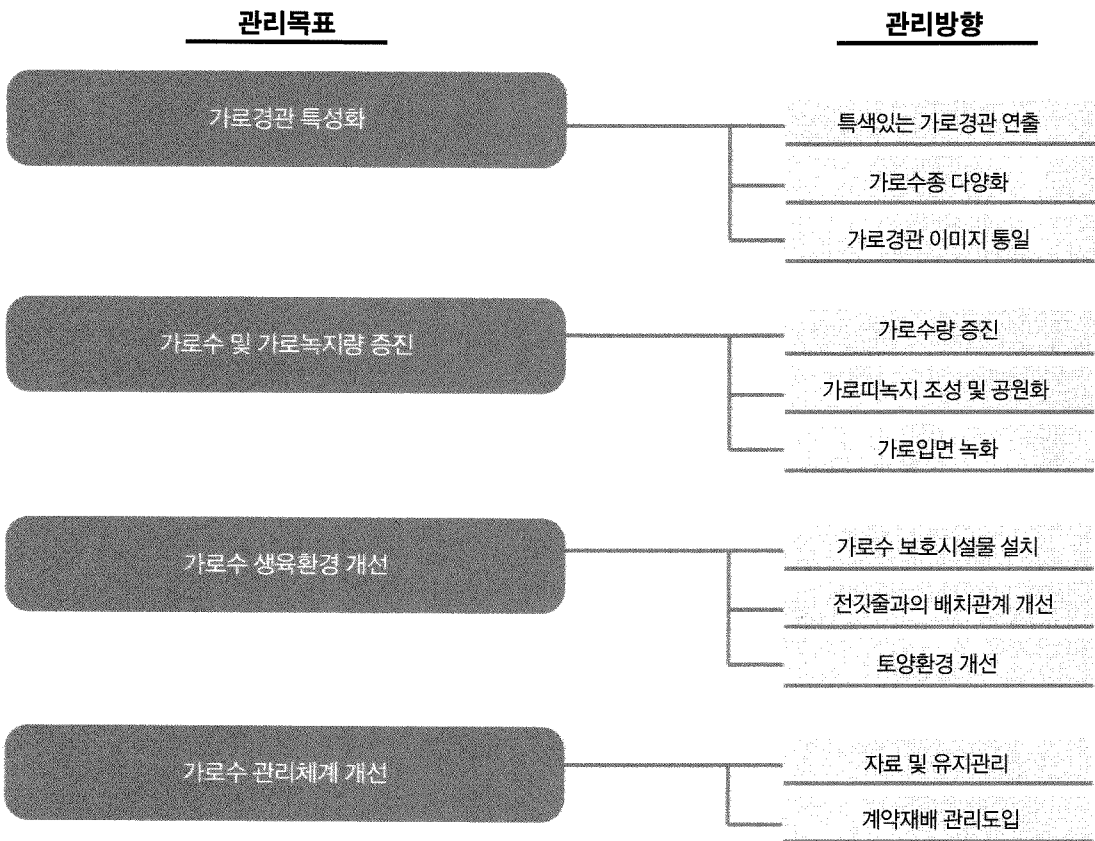 관리목표
관리방향
가로경관 특성화
특색있는 가로경관 연출
가로수종 다양화
가로경관 이미지 통일
가로수 및 가로녹지량 증진
가로수량 증진
가로띠녹지 조성 및 공원화
가로입면 녹화
가로수 생육환경 개선
가로수 보호시설물 설치
전깃줄과의 배치관계 개선
토양환경 개선
가로수 관리체계 개선
자료 및 유지관리
계약재배 관리도입